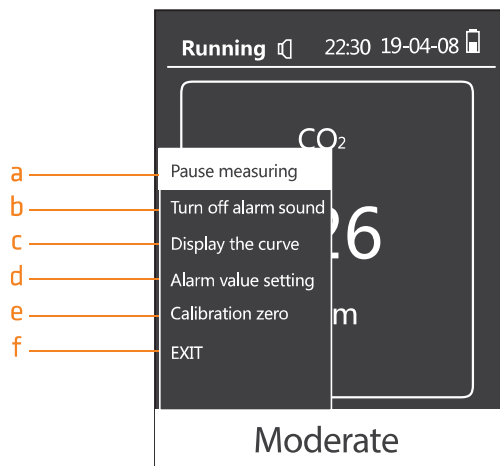 Running 22:30 19-04-08
CO₂
a Pause measuring
b Turn off alarm sound
26
c Display the curve
d Alarm value setting
e Calibration zero
m
f EXIT
Moderate